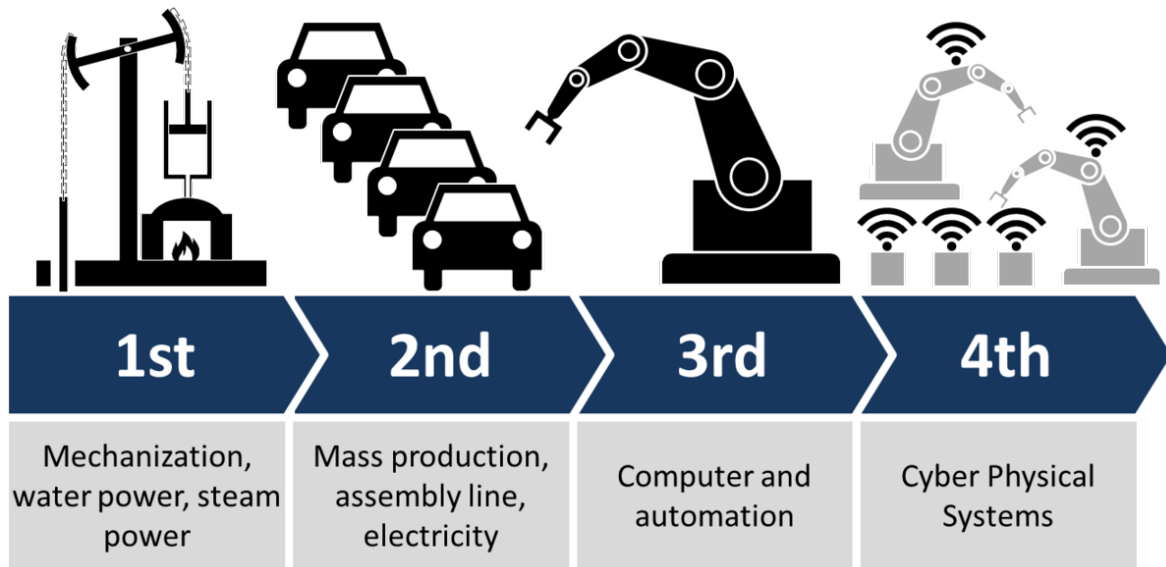 1st
2nd
3rd
4th
Mechanization,
water power, steam
power
Mass production,
assembly line,
electricity
Computer and
automation
Cyber Physical
Systems